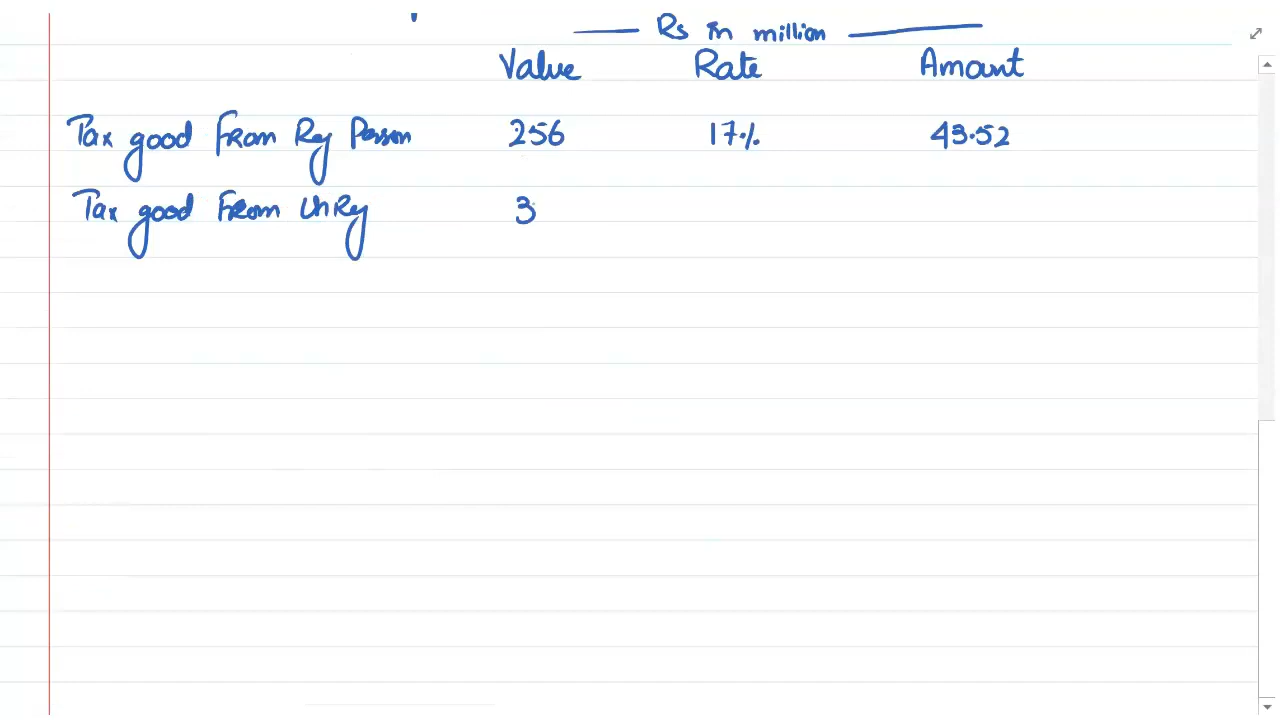 Rs in million
Value Rate Amount
Tax good From Reg Person 256 17% 43.52
Tax good From UnReg 3